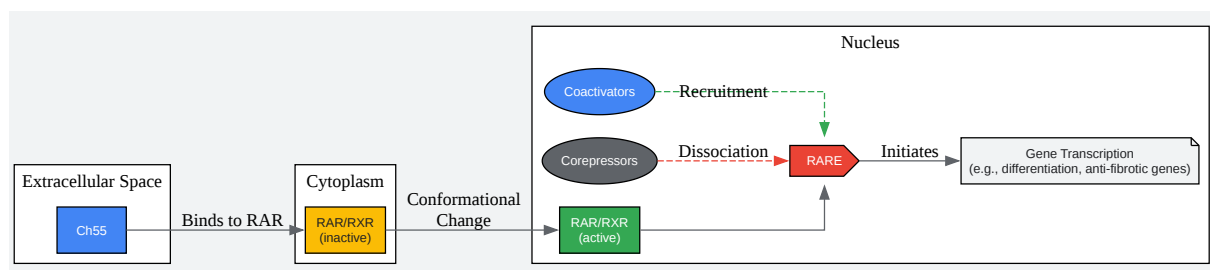 Nucleus
Coactivators
Recruitment
Corepressors
Dissociation
RARE
Initiates
Gene Transcription
(e.g., differentiation, anti-fibrotic genes)
Extracellular Space
Ch55
Binds to RAR
Cytoplasm
RAR/RXR
(inactive)
Conformational
Change
RAR/RXR
(active)